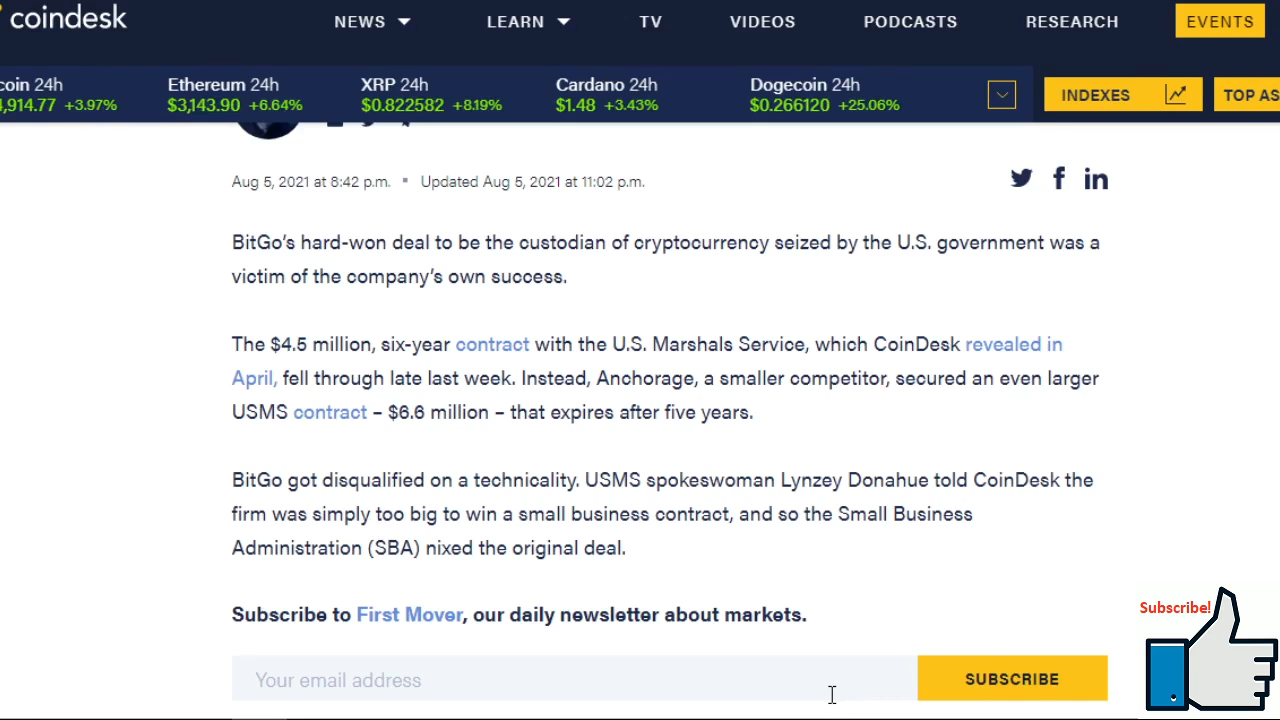 coindesk
NEWS LEARN TV VIDEOS PODCASTS RESEARCH EVENTS
coin 24h Ethereum 24h XRP 24h Cardano 24h Dogecoin 24h
4,914.77 +3.97% $3,143.90 +6.64% $0.822582 +8.19% $1.48 +3.43% $0.266120 +25.06% INDEXES TOP AS
Aug 5, 2021 at 8:42 p.m. ▪ Updated Aug 5, 2021 at 11:02 p.m.
BitGo's hard-won deal to be the custodian of cryptocurrency seized by the U.S. government was a
victim of the company's own success.
The $4.5 million, six-year contract with the U.S. Marshals Service, which CoinDesk revealed in
April, fell through late last week. Instead, Anchorage, a smaller competitor, secured an even larger
USMS contract – $6.6 million – that expires after five years.
BitGo got disqualified on a technicality. USMS spokeswoman Lynzey Donahue told CoinDesk the
firm was simply too big to win a small business contract, and so the Small Business
Administration (SBA) nixed the original deal.
Subscribe!
Subscribe to First Mover, our daily newsletter about markets.
Your email address SUBSCRIBE